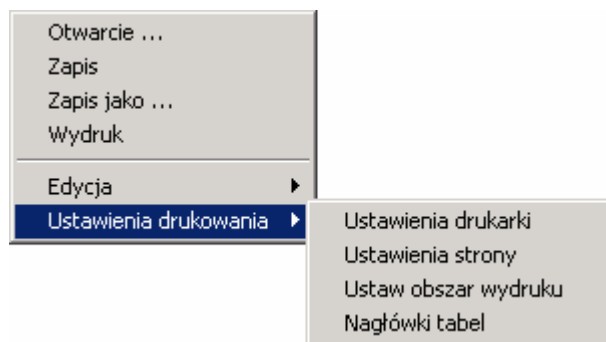 Otwarcie ...
Zapis
Zapis jako ...
Wydruk
Edycja
Ustawienia drukowania
Ustawienia drukarki
Ustawienia strony
Ustaw obszar wydruku
Nagłówki tabel